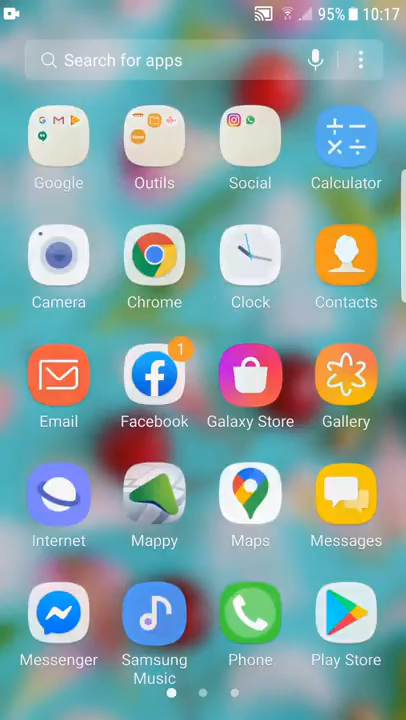 95% 10:17
Search for apps
Google Outils Social Calculator
Camera Chrome Clock Contacts
1
Email Facebook Galaxy Store Gallery
Internet Mappy Maps Messages
Messenger Samsung Music Phone Play Store